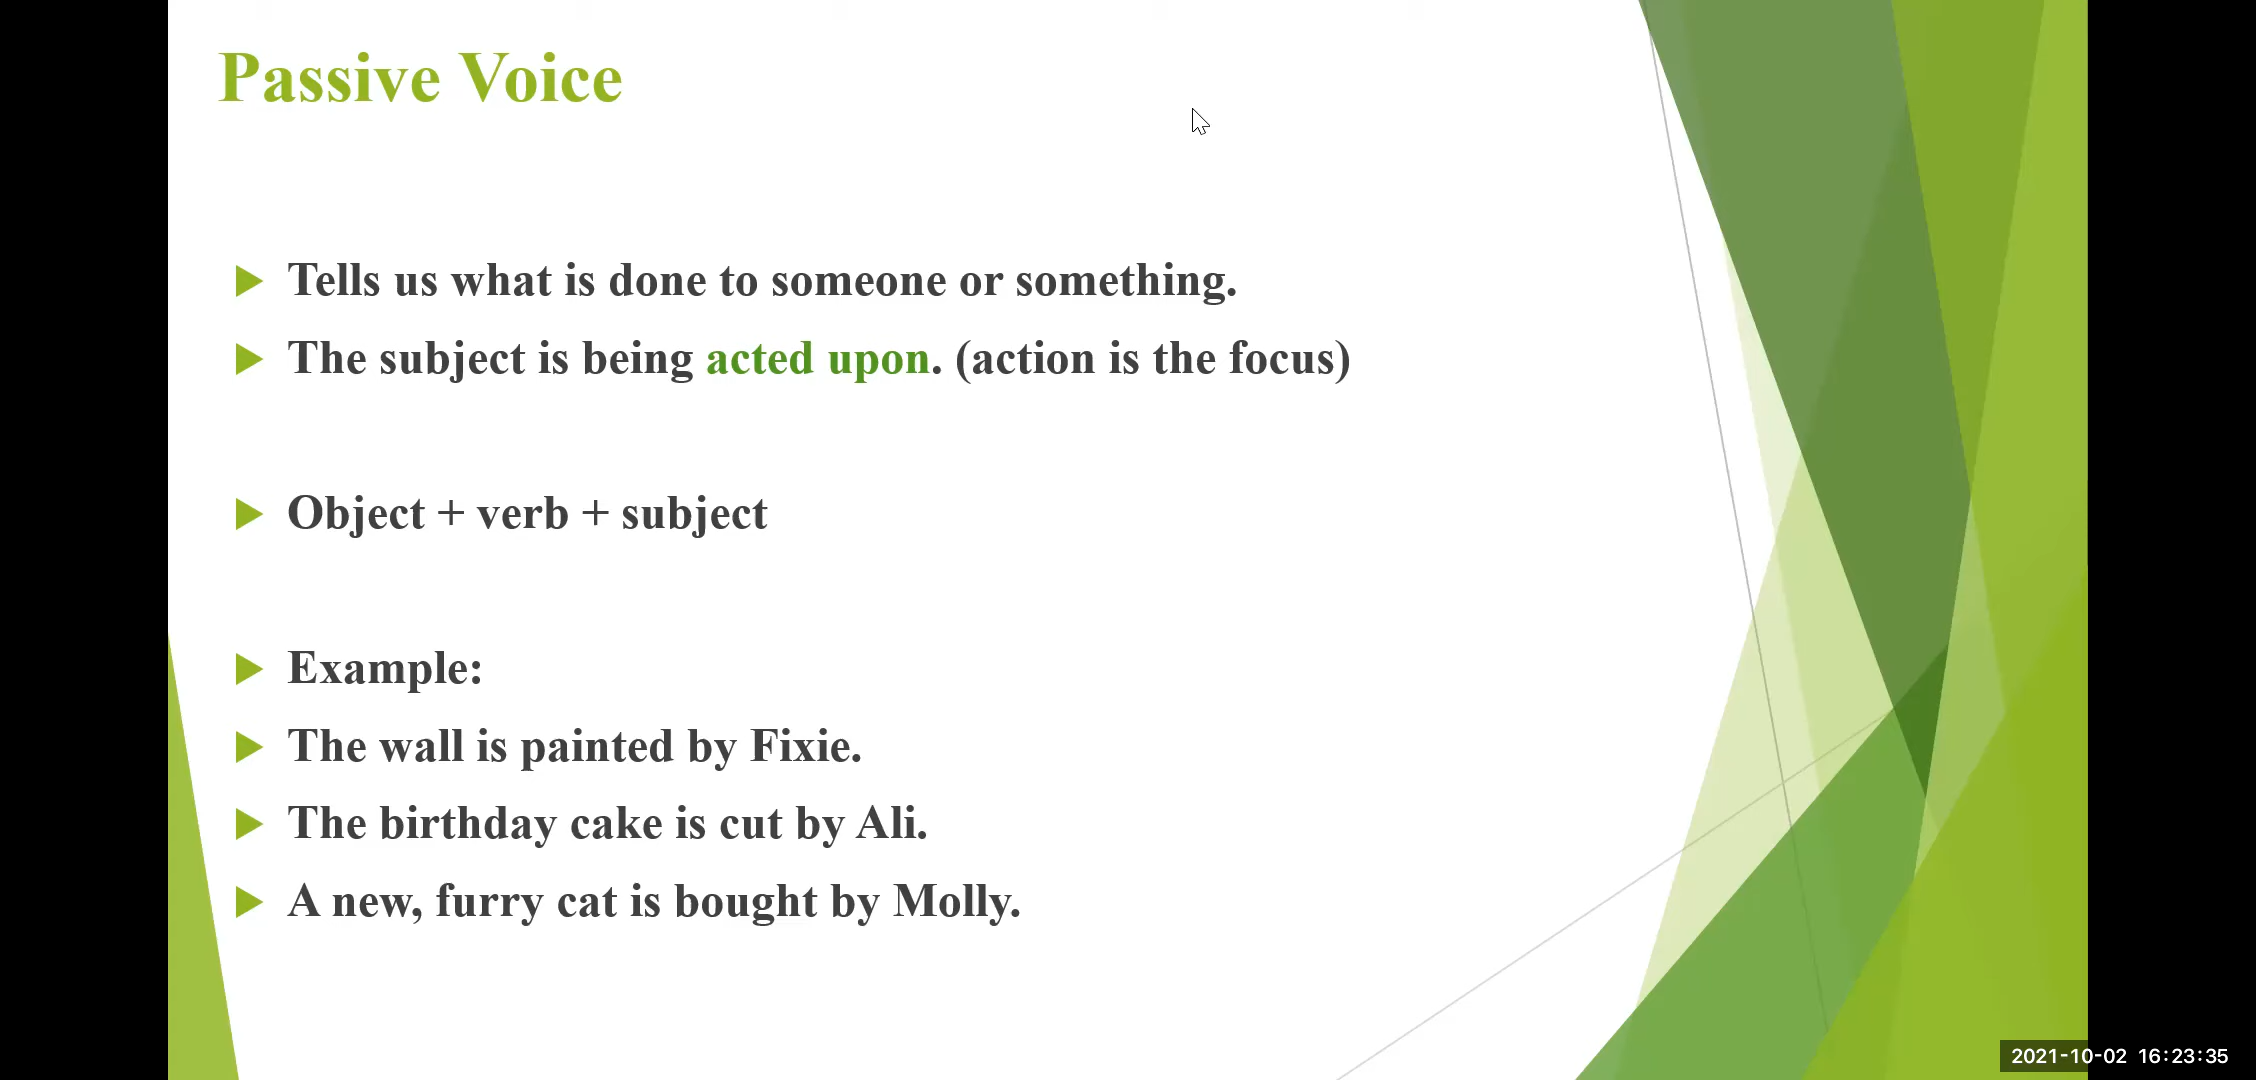 Passive Voice
Tells us what is done to someone or something.
The subject is being acted upon. (action is the focus)
Object + verb + subject
Example:
The wall is painted by Fixie.
The birthday cake is cut by Ali.
A new, furry cat is bought by Molly.
2021-10-02 16:23:35